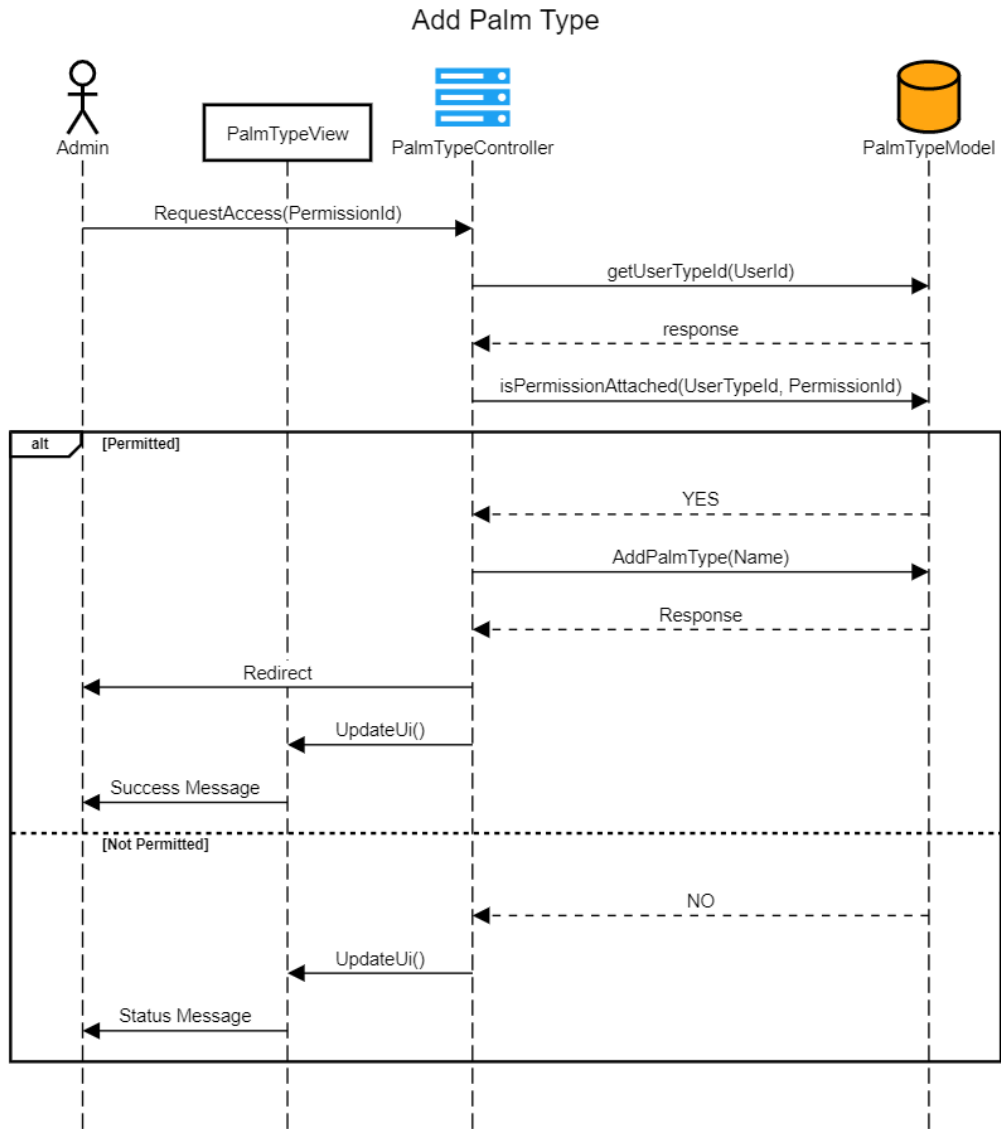 Add Palm Type
Admin
PalmTypeView
PalmTypeController
PalmTypeModel
RequestAccess(PermissionId)
getUserTypeId(UserId)
response
isPermissionAttached(UserTypeId, PermissionId)
alt
[Permitted]
YES
AddPalmType(Name)
Response
Redirect
UpdateUi()
Success Message
[Not Permitted]
NO
UpdateUi()
Status Message